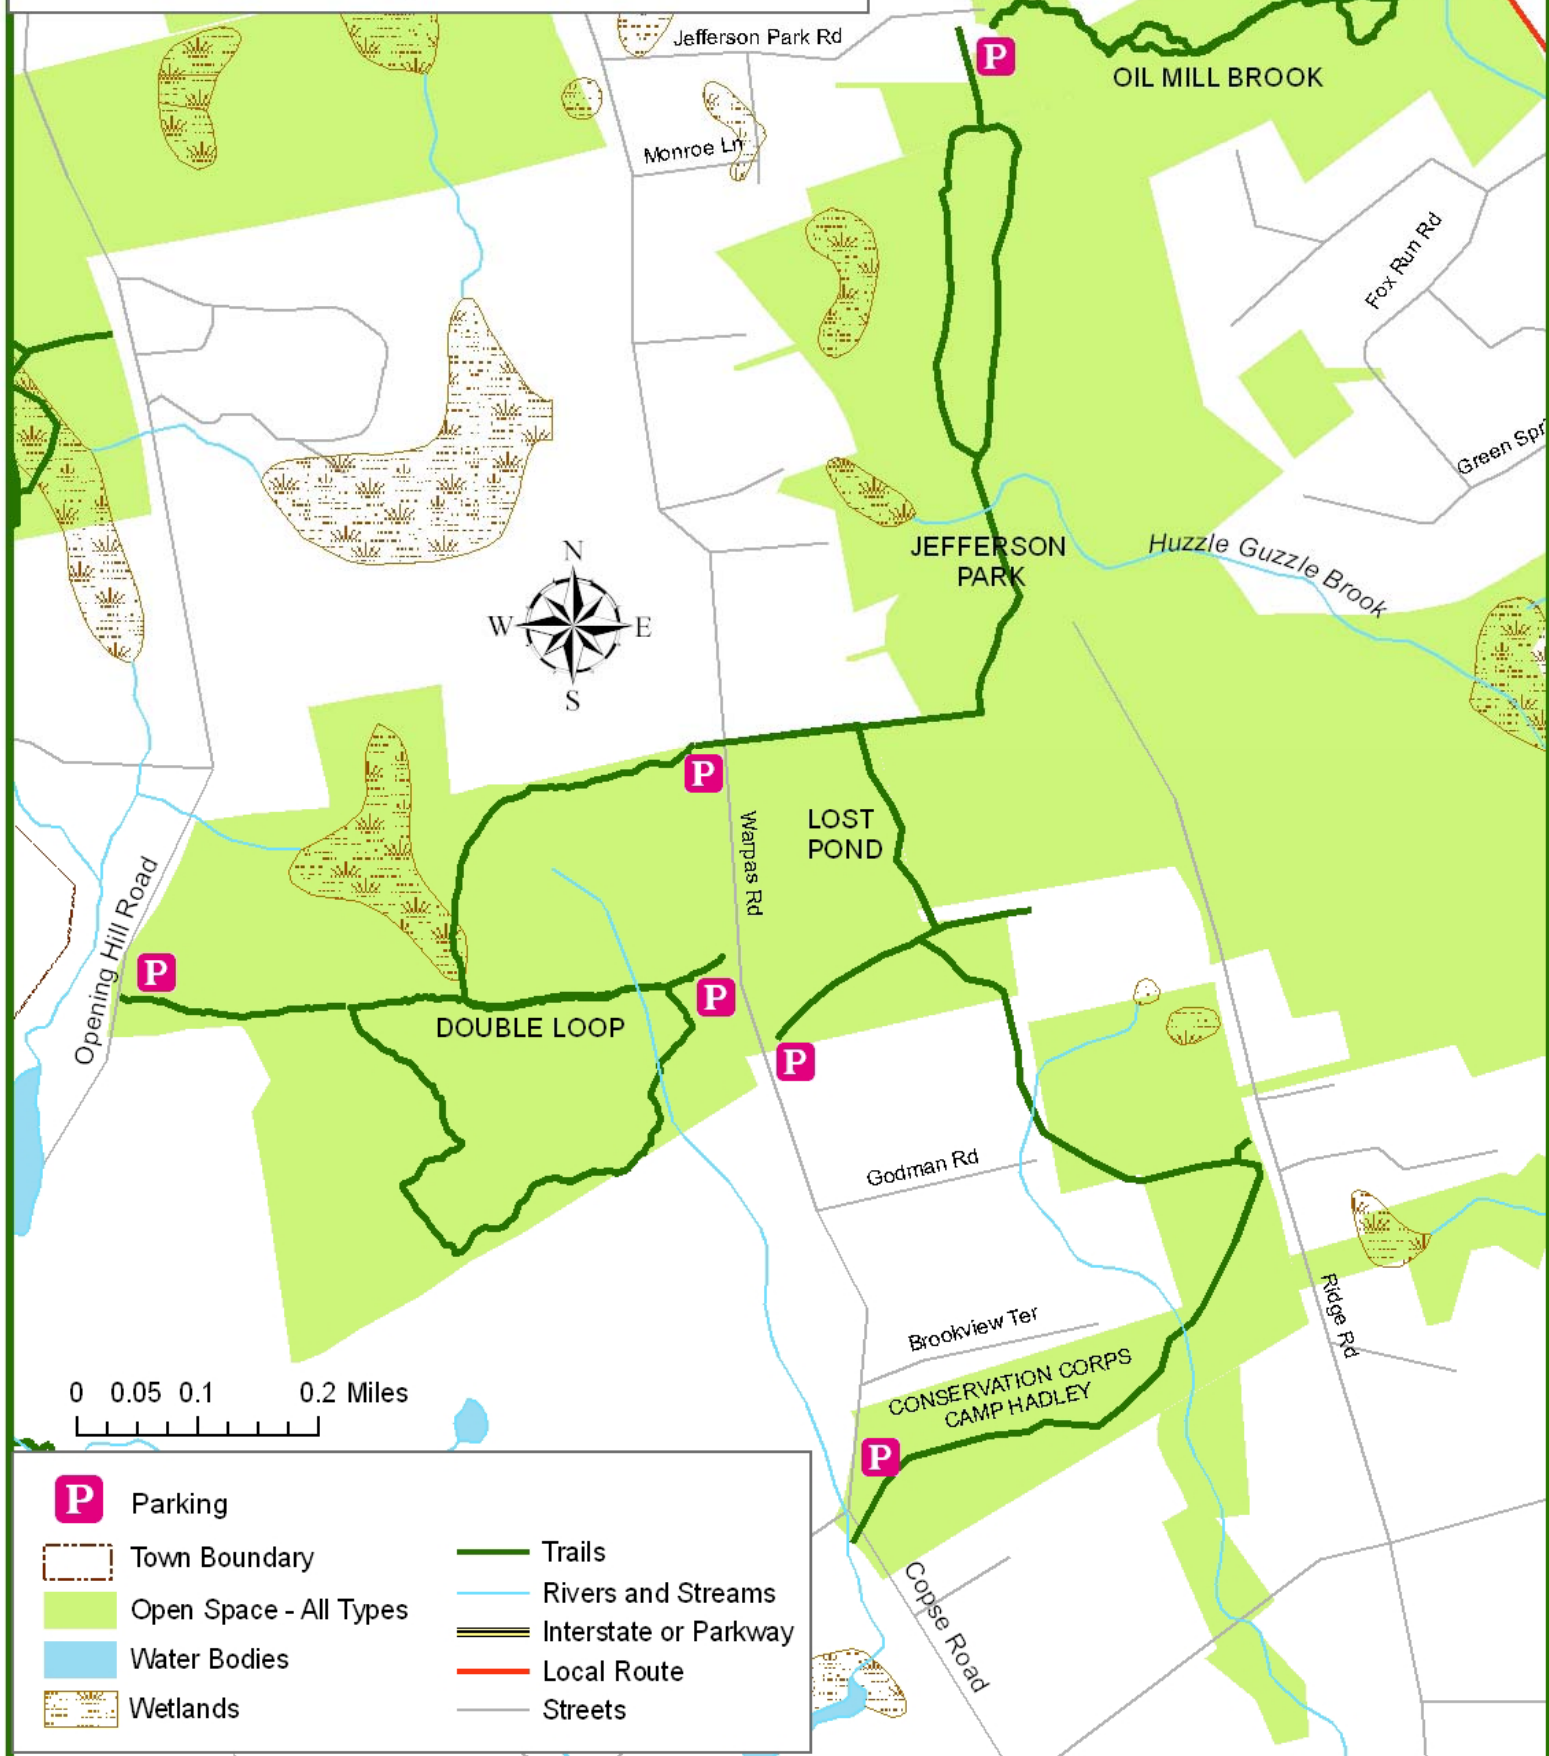 Jefferson Park Rd
P
OIL MILL BROOK
Monroe Ln
Fox Run Rd
JEFFERSON
PARK
Huzzle Guzzle Brook
N
W
E
S
P
LOST
POND
Warpas Rd
Opening Hill Road
P
P
DOUBLE LOOP
P
Godman Rd
Brookview Ter
Ridge Rd
CONSERVATION CORPS
CAMP HADLEY
P
Copse Road
0 0.05 0.1 0.2 Miles
P Parking
Town Boundary
Open Space - All Types
Water Bodies
Wetlands
Trails
Rivers and Streams
Interstate or Parkway
Local Route
Streets
Green Spr